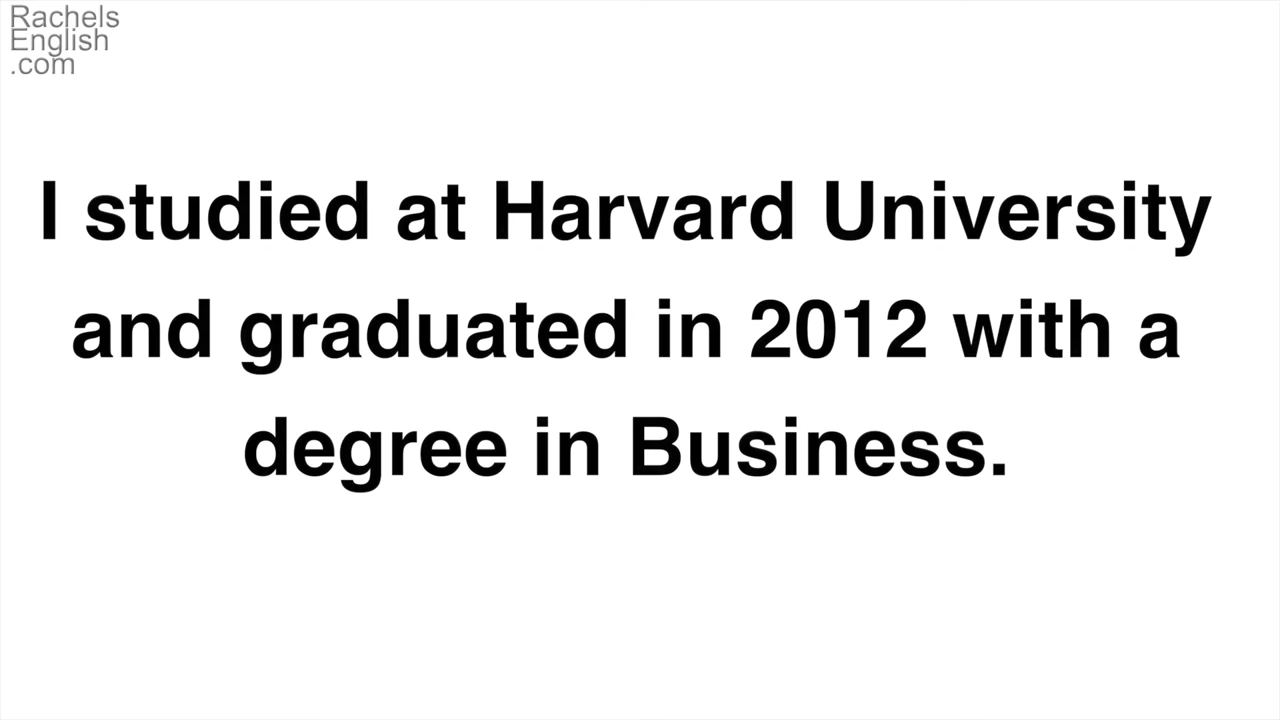 Rachels
English
.com
I studied at Harvard University
and graduated in 2012 with a
degree in Business.